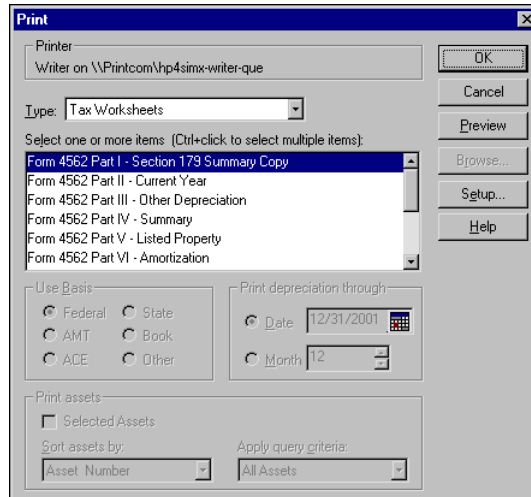 Print
Printer
Writer on \\Printcom\hp4simx-writer-que
OK
Cancel
Type: Tax Worksheets
Preview
Select one or more items (Ctrl+click to select multiple items):
Browse...
Form 4562 Part I - Section 179 Summary Copy
Form 4562 Part II - Current Year
Form 4562 Part III - Other Depreciation
Setup...
Form 4562 Part IV - Summary
Form 4562 Part V - Listed Property
Help
Form 4562 Part VI - Amortization
Use Basis
Print depreciation through
Federal State
Date 12/31/2001
AMT Book
ACE Other
Month 12
Print assets
Selected Assets
Sort assets by: Apply query criteria:
Asset Number All Assets